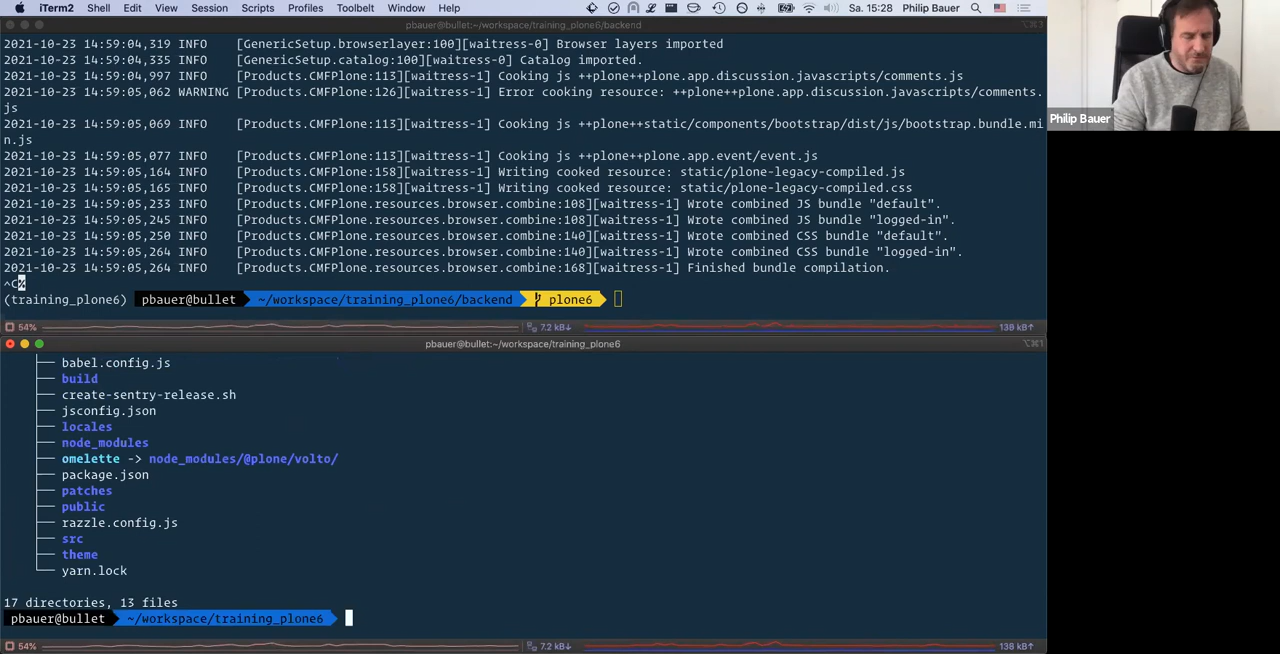 iTerm2 Shell Edit View Session Scripts Profiles Toolbelt Window Help Sa. 15:28 Philip Bauer
pbauer@bullet:~/workspace/training_plone6/backend ⌥⌘1
2021-10-23 14:59:04,319 INFO [GenericSetup.browserlayer:100][waitress-0] Browser layers imported
2021-10-23 14:59:04,335 INFO [GenericSetup.catalog:100][waitress-0] Catalog imported.
2021-10-23 14:59:04,997 INFO [Products.CMFPlone:113][waitress-1] Cooking js ++plone++plone.app.discussion.javascripts/comments.js
2021-10-23 14:59:05,062 WARNING [Products.CMFPlone:126][waitress-1] Error cooking resource: ++plone++plone.app.discussion.javascripts/comments.
js
2021-10-23 14:59:05,069 INFO [Products.CMFPlone:113][waitress-1] Cooking js ++plone++static/components/bootstrap/dist/js/bootstrap.bundle.mi
n.js
2021-10-23 14:59:05,077 INFO [Products.CMFPlone:113][waitress-1] Cooking js ++plone++plone.app.event/event.js
2021-10-23 14:59:05,164 INFO [Products.CMFPlone:158][waitress-1] Writing cooked resource: static/plone-legacy-compiled.js
2021-10-23 14:59:05,165 INFO [Products.CMFPlone:158][waitress-1] Writing cooked resource: static/plone-legacy-compiled.css
2021-10-23 14:59:05,233 INFO [Products.CMFPlone.resources.browser.combine:108][waitress-1] Wrote combined JS bundle "default".
2021-10-23 14:59:05,245 INFO [Products.CMFPlone.resources.browser.combine:108][waitress-1] Wrote combined JS bundle "logged-in".
2021-10-23 14:59:05,250 INFO [Products.CMFPlone.resources.browser.combine:140][waitress-1] Wrote combined CSS bundle "default".
2021-10-23 14:59:05,264 INFO [Products.CMFPlone.resources.browser.combine:140][waitress-1] Wrote combined CSS bundle "logged-in".
2021-10-23 14:59:05,264 INFO [Products.CMFPlone.resources.browser.combine:168][waitress-1] Finished bundle compilation.
^C%
(training_plone6) pbauer@bullet ~/workspace/training_plone6/backend plone6
54% 7.2 kB↓ 138 kB↑
pbauer@bullet:~/workspace/training_plone6 ⌥⌘1
├── babel.config.js
├── build
├── create-sentry-release.sh
├── jsconfig.json
├── locales
├── node_modules
├── omelette -> node_modules/@plone/volto/
├── package.json
├── patches
├── public
├── razzle.config.js
├── src
├── theme
└── yarn.lock
17 directories, 13 files
pbauer@bullet ~/workspace/training_plone6
54% 7.2 kB↓ 138 kB↑
Philip Bauer